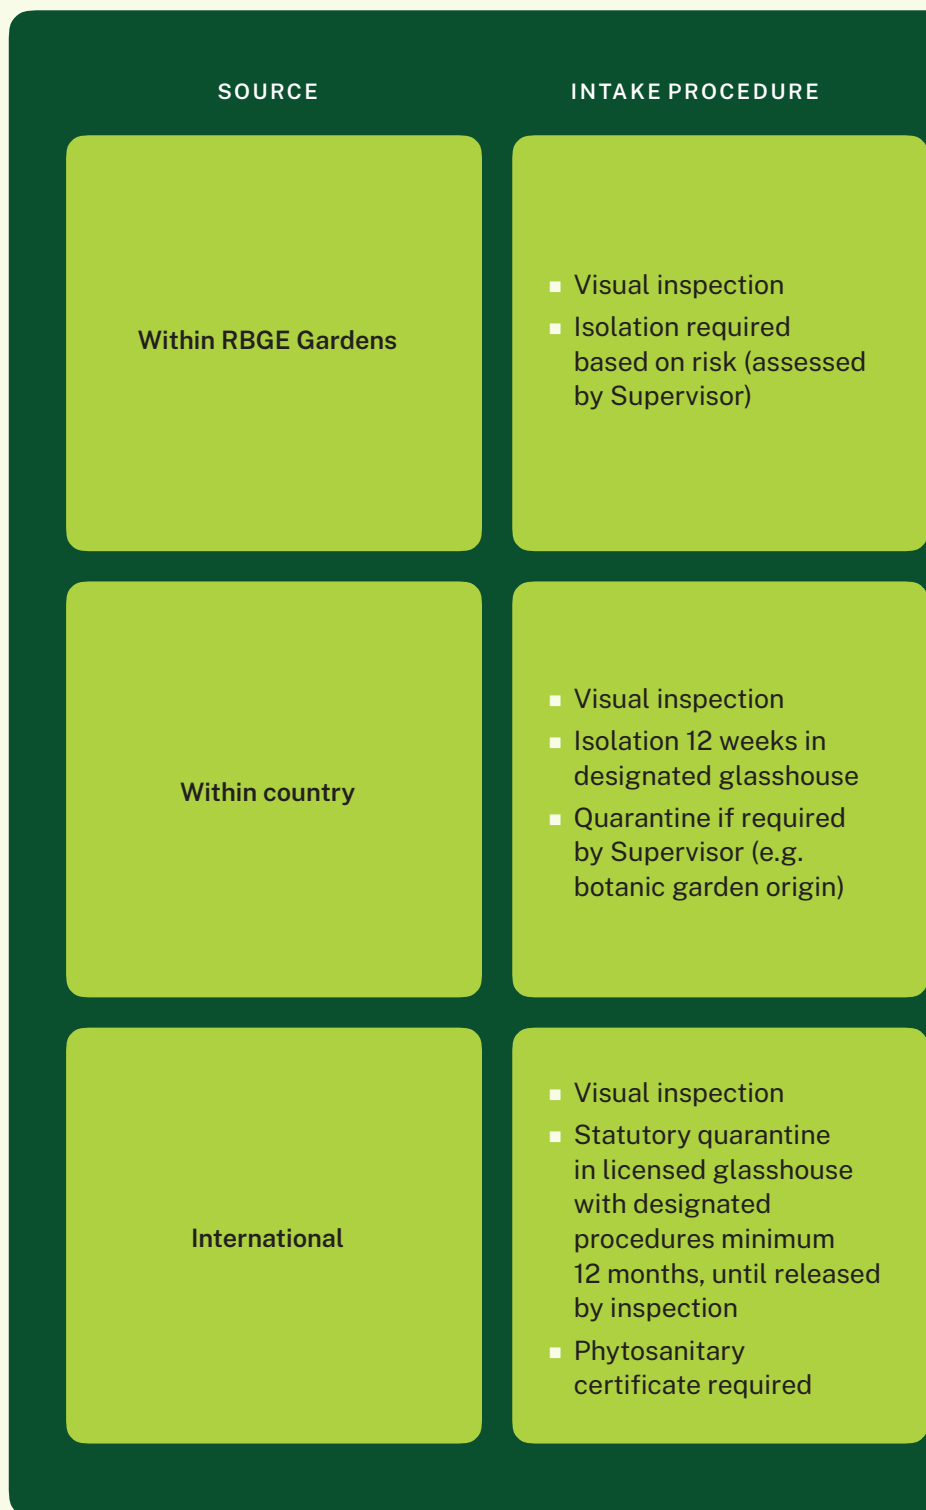 SOURCE
INTAKE PROCEDURE
Within RBGE Gardens
▪ Visual inspection
▪ Isolation required
based on risk (assessed
by Supervisor)
Within country
▪ Visual inspection
▪ Isolation 12 weeks in
designated glasshouse
▪ Quarantine if required
by Supervisor (e.g.
botanic garden origin)
International
▪ Visual inspection
▪ Statutory quarantine
in licensed glasshouse
with designated
procedures minimum
12 months, until released
by inspection
▪ Phytosanitary
certificate required